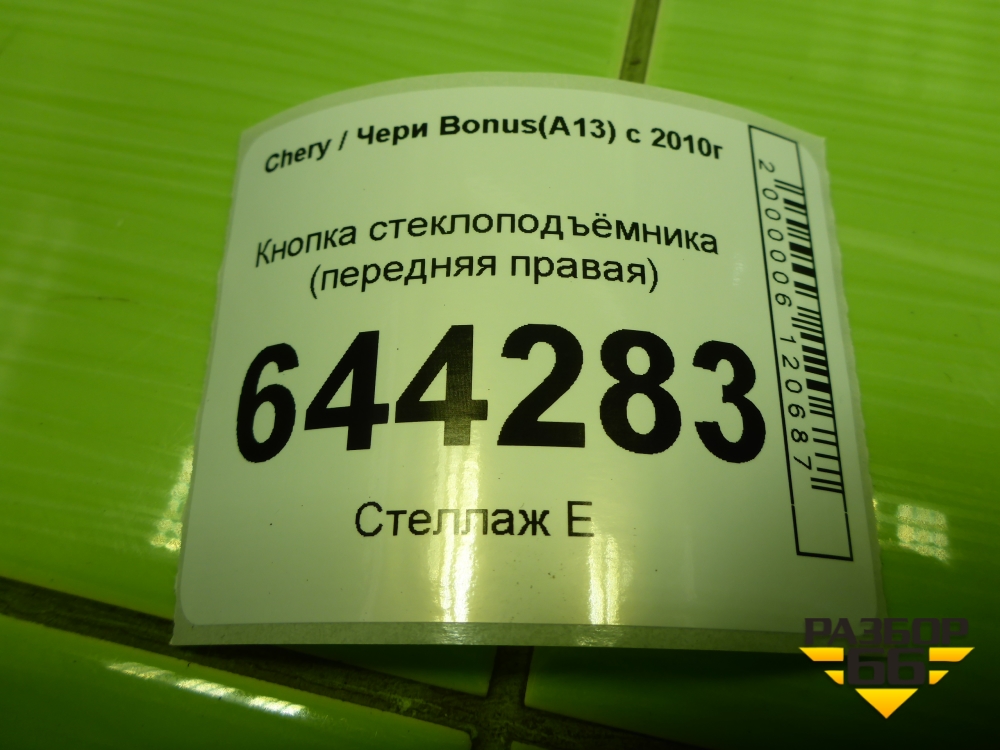 Chery / Чери Bonus(A13) с 2010г
Кнопка стеклоподъёмника
(передняя правая)
644283
Стеллаж Е
2000006120687
РАЗБОР
66